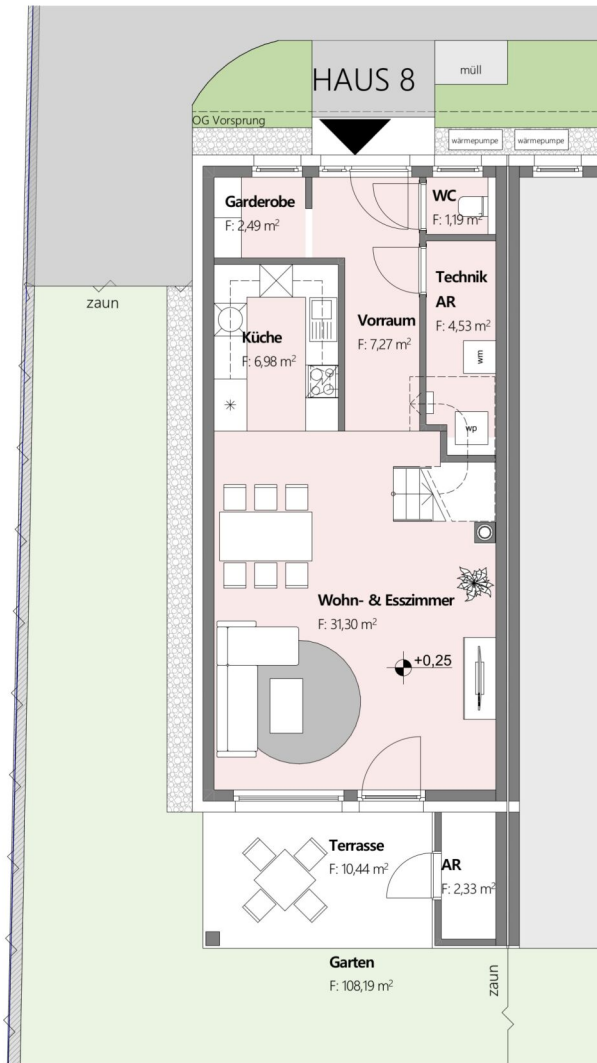 HAUS 8
müll
OG Vorsprung
wärmepumpe
wärmepumpe
Garderobe
F: 2,49 m²
WC
F: 1,19 m²
zaun
Technik
AR
F: 4,53 m²
Vorraum
F: 7,27 m²
Küche
F: 6,98 m²
wm
wp
Wohn- & Esszimmer
F: 31,30 m²
+0,25
Terrasse
F: 10,44 m²
AR
F: 2,33 m²
Garten
F: 108,19 m²
zaun